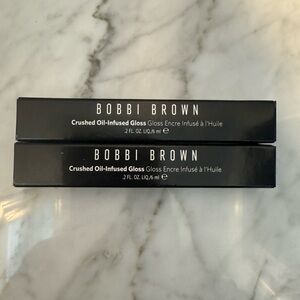 BOBBI BROWN
Crushed Oil-Infused Gloss Gloss Encre Infusé à l'Huile
.2 FL. OZ. LIQ./6 ml ℮
BOBBI BROWN
Crushed Oil-Infused Gloss Gloss Encre Infusé à l'Huile
.2 FL. OZ. LIQ./6 ml ℮